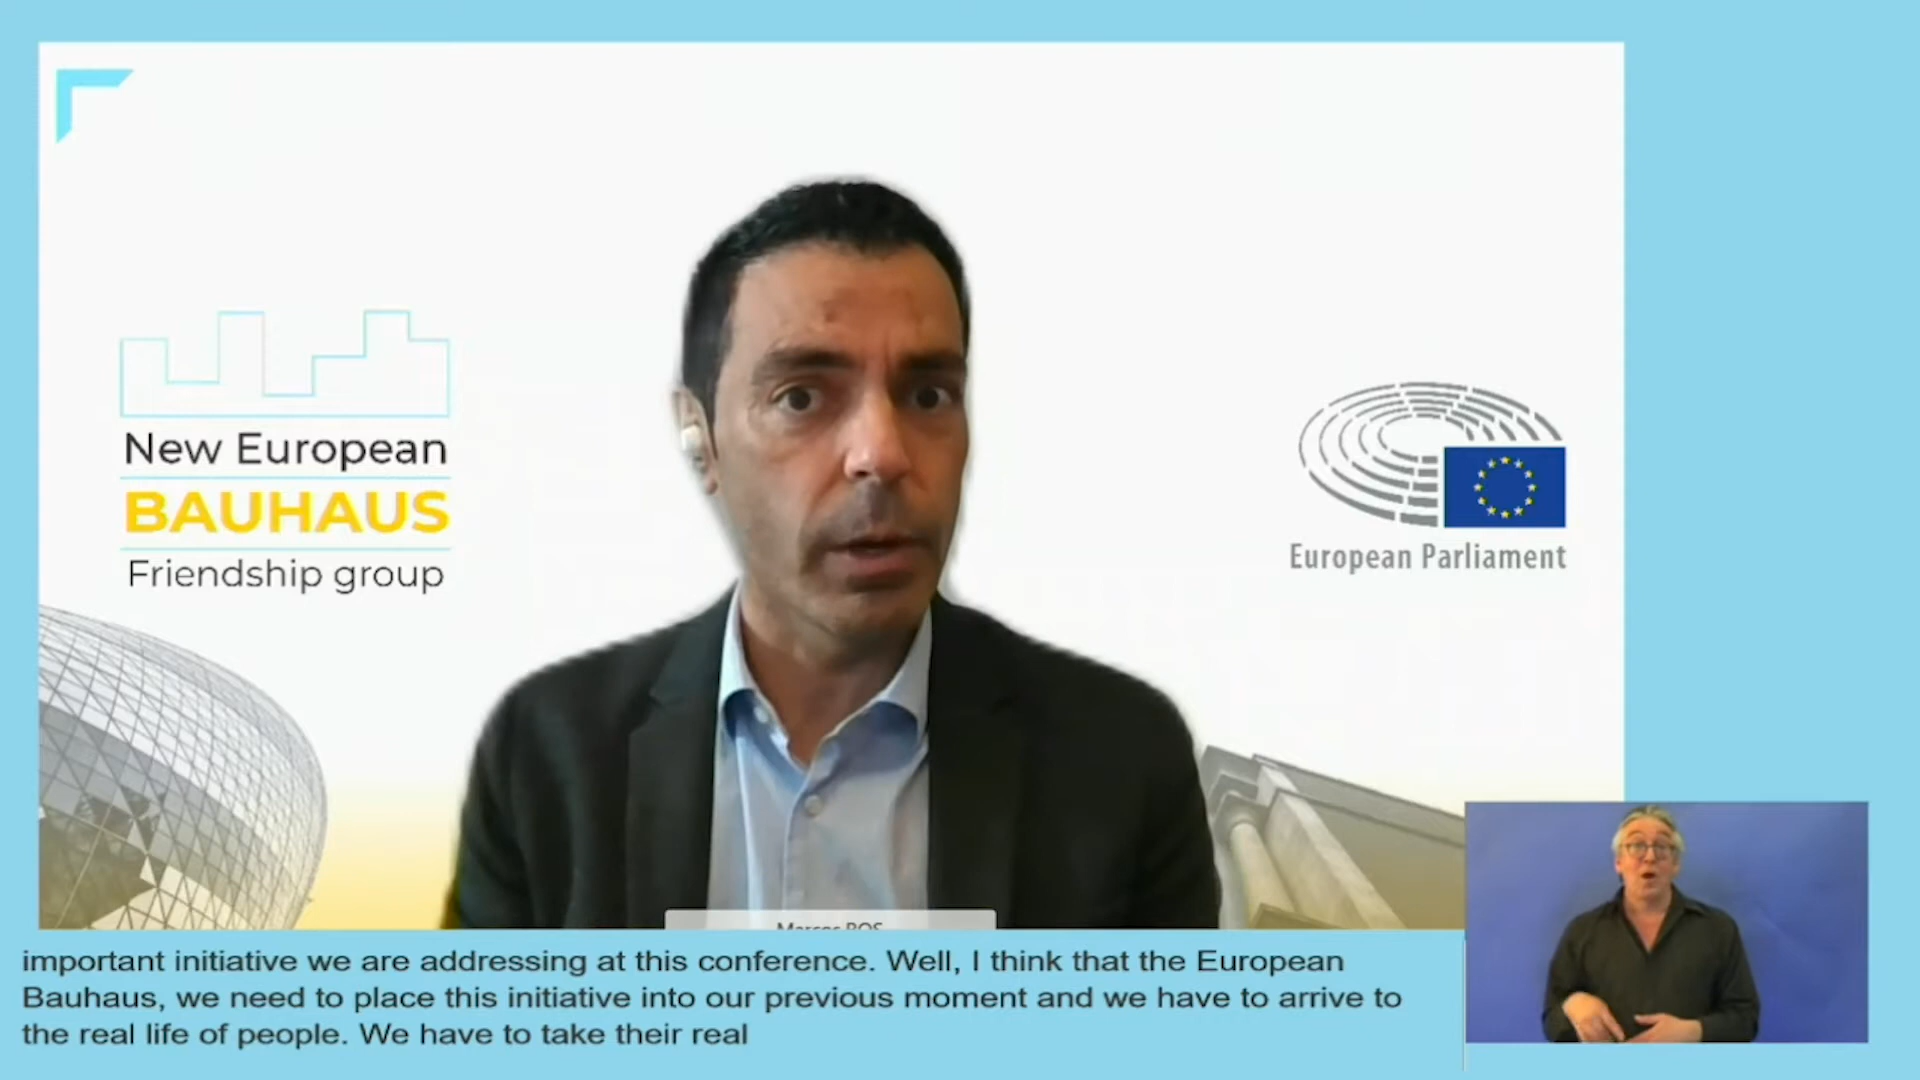 New European
BAUHAUS
Friendship group
European Parliament
Marcos ROS
important initiative we are addressing at this conference. Well, I think that the European
Bauhaus, we need to place this initiative into our previous moment and we have to arrive to
the real life of people. We have to take their real